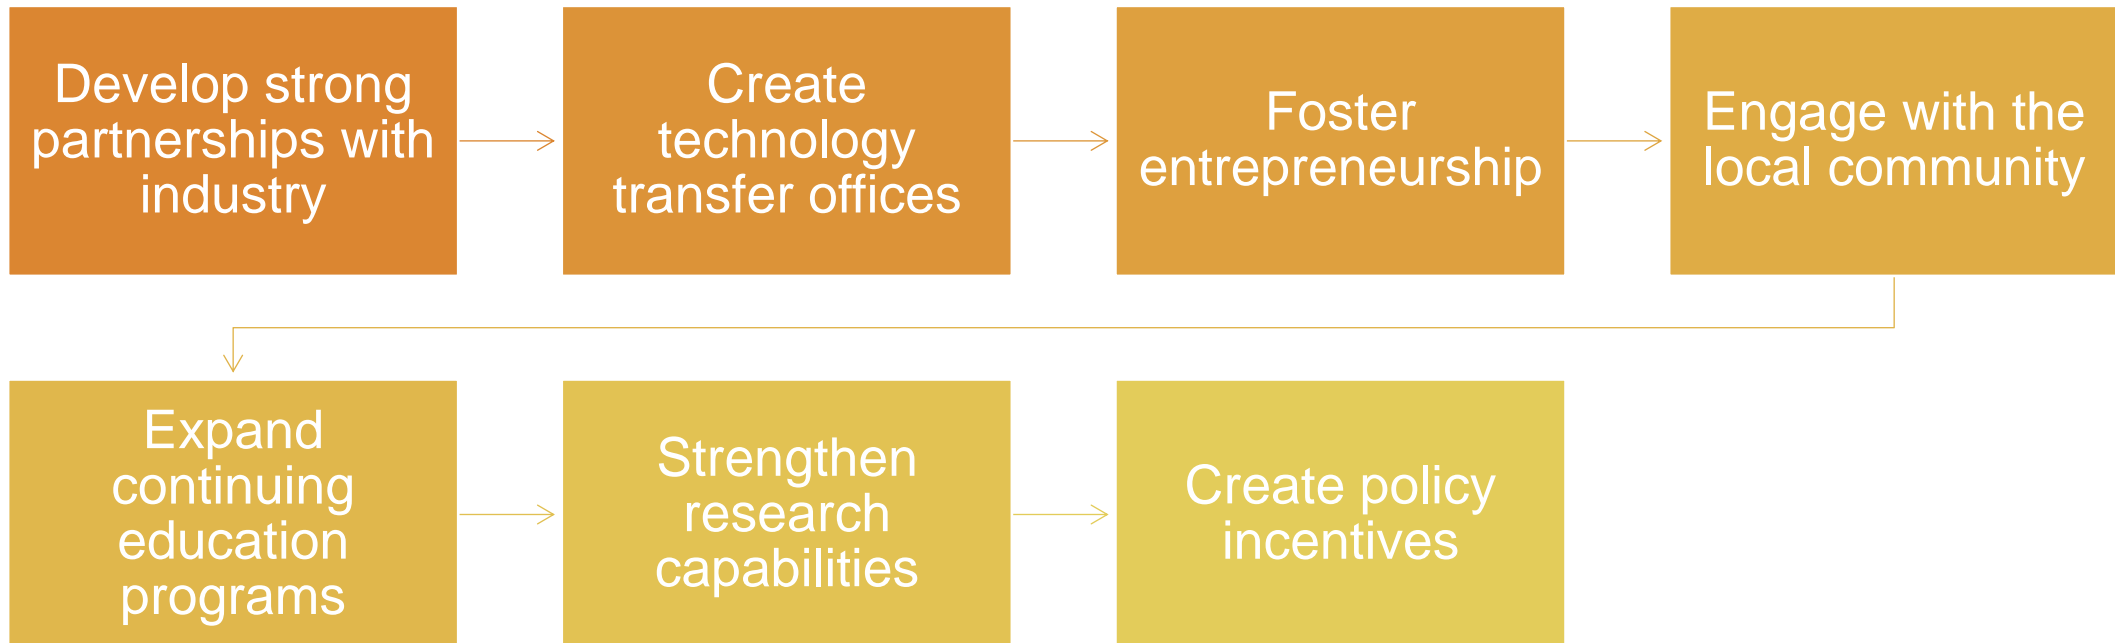 Develop strong
partnerships with
industry
Create
technology
transfer offices
Foster
entrepreneurship
Engage with the
local community
Expand
continuing
education
programs
Strengthen
research
capabilities
Create policy
incentives